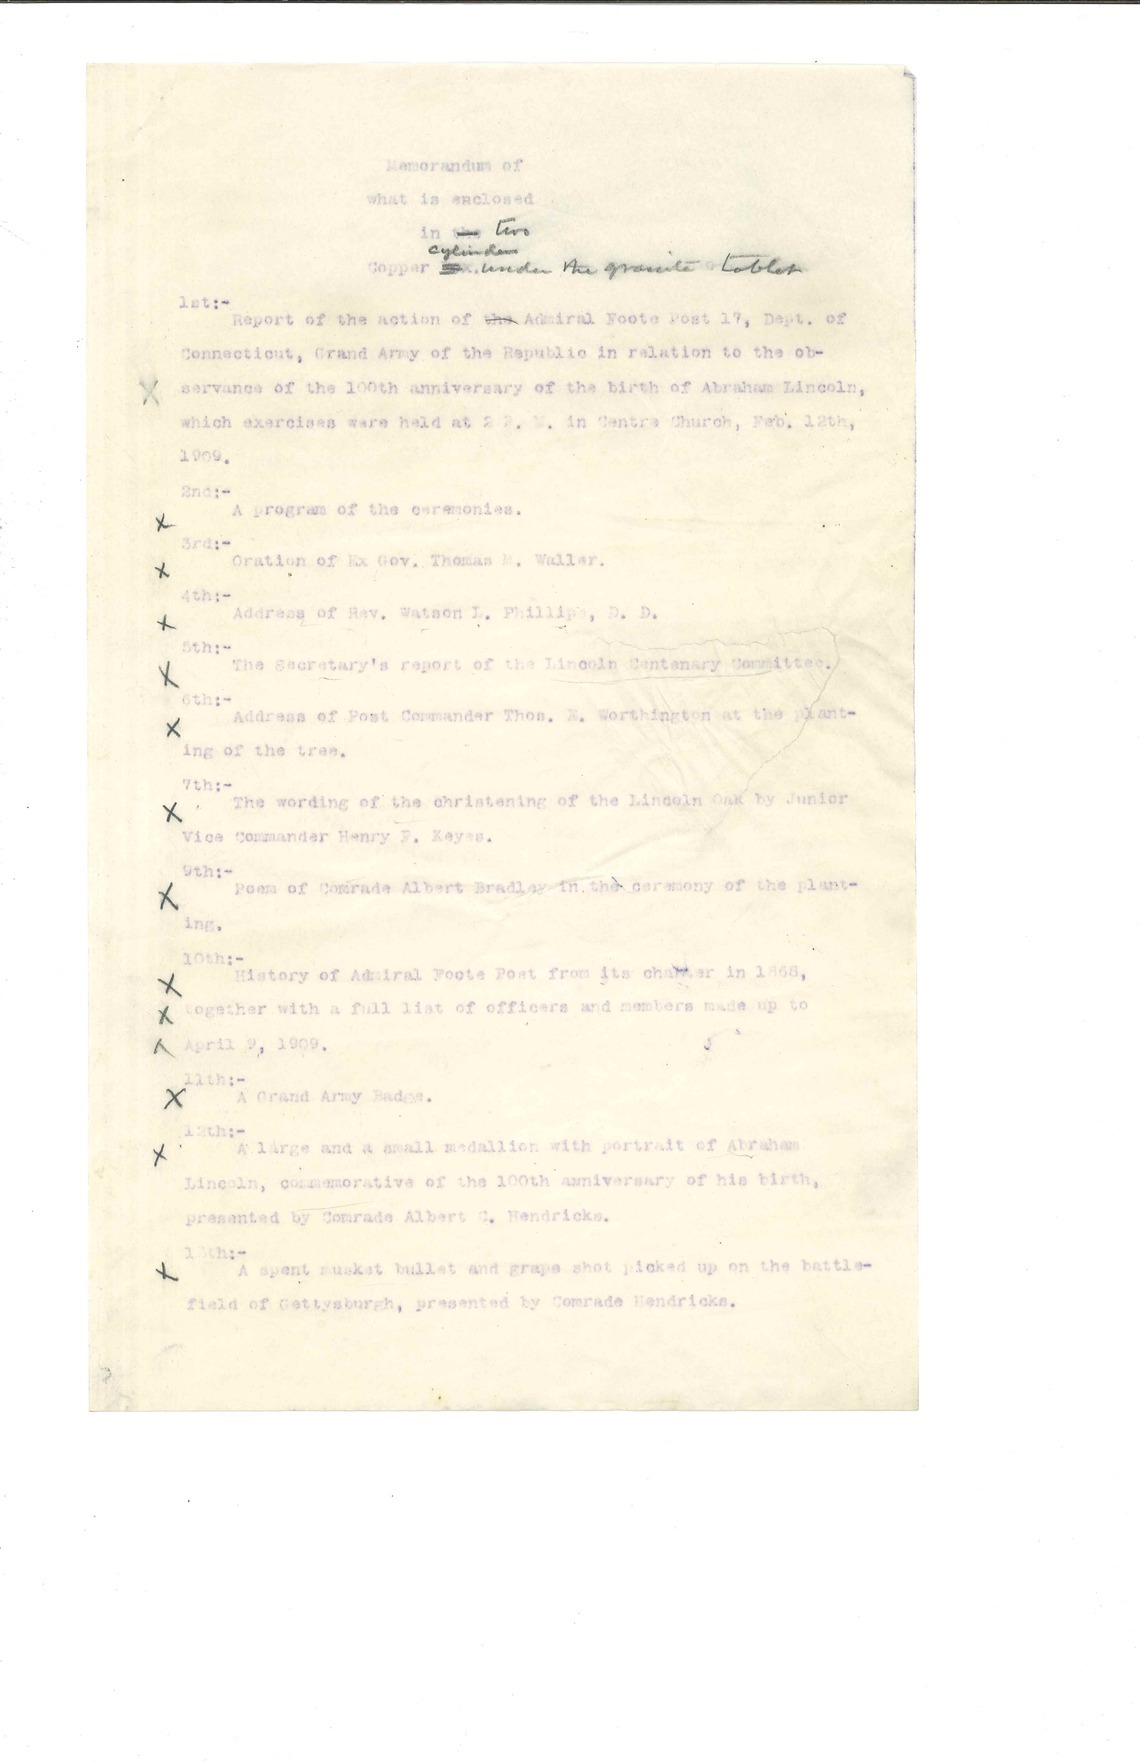 Memorandum of
what is enclosed
in the two
cylinders
Copper Box. under the granite tablet
1st:-
Report of the action of the Admiral Foote Post 17, Dept. of
Connecticut, Grand Army of the Republic in relation to the ob-
servance of the 100th anniversary of the birth of Abraham Lincoln,
which exercises were held at 2 P. M. in Centre Church, Feb. 12th,
1909.
2nd:-
A program of the ceremonies.
3rd:-
Oration of Ex Gov. Thomas M. Waller.
4th:-
Address of Rev. Watson L. Phillips, D. D.
5th:-
The Secretary's report of the Lincoln Centenary Committee.
6th:-
Address of Post Commander Thos. E. Worthington at the plant-
ing of the tree.
7th:-
The wording of the christening of the Lincoln Oak by Junior
Vice Commander Henry F. Keyes.
9th:-
Poem of Comrade Albert Bradley in the ceremony of the plant-
ing.
10th:-
History of Admiral Foote Post from its charter in 1868,
together with a full list of officers and members made up to
April 9, 1909.
11th:-
A Grand Army Badge.
12th:-
A large and a small medallion with portrait of Abraham
Lincoln, commemorative of the 100th anniversary of his birth,
presented by Comrade Albert C. Hendricks.
13th:-
A spent musket bullet and grape shot picked up on the battle-
field of Gettysburgh, presented by Comrade Hendricks.